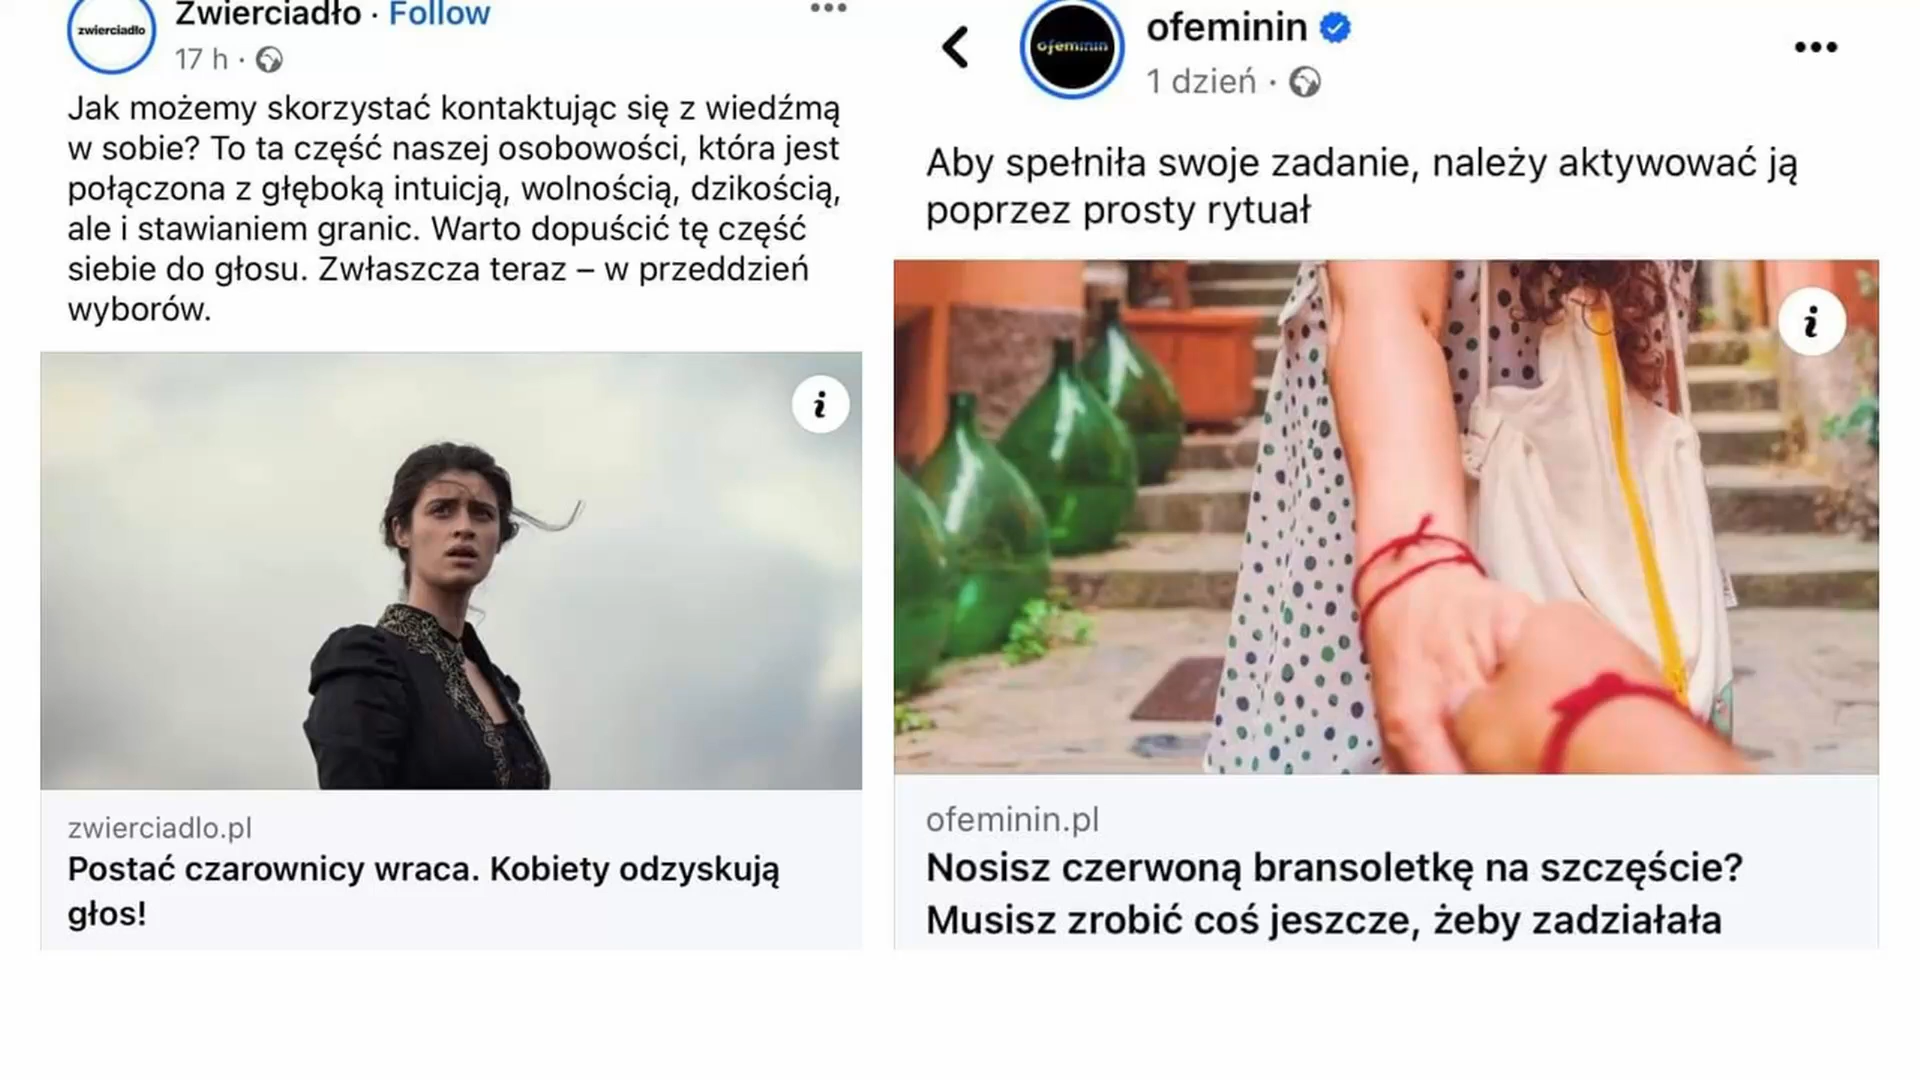 zwierciadło
Zwierciadło · Follow
17 h ·
Jak możemy skorzystać kontaktując się z wiedźmą
w sobie? To ta część naszej osobowości, która jest
połączona z głęboką intuicją, wolnością, dzikością,
ale i stawianiem granic. Warto dopuścić tę część
siebie do głosu. Zwłaszcza teraz – w przeddzień
wyborów.
i
zwierciadlo.pl
Postać czarownicy wraca. Kobiety odzyskują
głos!
ofeminin
ofeminin
1 dzień ·
Aby spełniła swoje zadanie, należy aktywować ją
poprzez prosty rytuał
i
ofeminin.pl
Nosisz czerwoną bransoletkę na szczęście?
Musisz zrobić coś jeszcze, żeby zadziałała